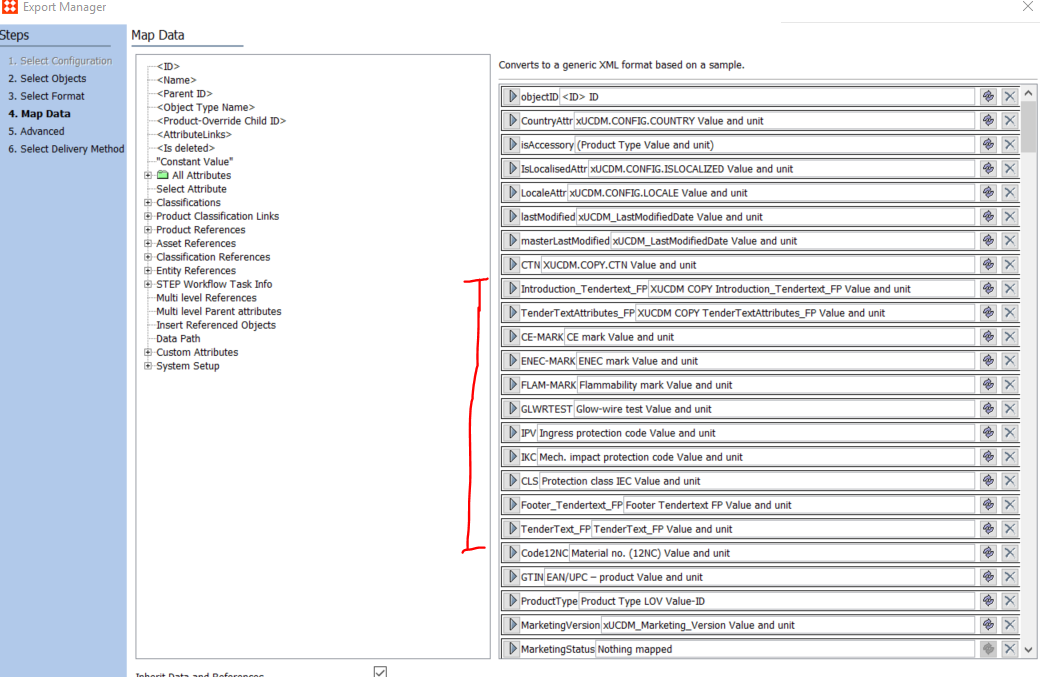 Export Manager
Steps
1. Select Configuration
2. Select Objects
3. Select Format
4. Map Data
5. Advanced
6. Select Delivery Method
Map Data
<ID>
<Name>
<Parent ID>
<Object Type Name>
<Product-Override Child ID>
<AttributeLinks>
<Is deleted>
"Constant Value"
All Attributes
Select Attribute
Classifications
Product Classification Links
Product References
Asset References
Classification References
Entity References
STEP Workflow Task Info
Multi level References
Multi level Parent attributes
Insert Referenced Objects
Data Path
Custom Attributes
System Setup
Converts to a generic XML format based on a sample.
objectID <ID> ID
CountryAttr xUCDM.CONFIG.COUNTRY Value and unit
isAccessory (Product Type Value and unit)
IsLocalisedAttr xUCDM.CONFIG.ISLOCALIZED Value and unit
LocaleAttr xUCDM.CONFIG.LOCALE Value and unit
lastModified xUCDM_LastModifiedDate Value and unit
masterLastModified xUCDM_LastModifiedDate Value and unit
CTN XUCDM.COPY.CTN Value and unit
Introduction_Tendertext_FP XUCDM COPY Introduction_Tendertext_FP Value and unit
TenderTextAttributes_FP XUCDM COPY TenderTextAttributes_FP Value and unit
CE-MARK CE mark Value and unit
ENEC-MARK ENEC mark Value and unit
FLAM-MARK Flammability mark Value and unit
GLWRTEST Glow-wire test Value and unit
IPV Ingress protection code Value and unit
IKC Mech. impact protection code Value and unit
CLS Protection class IEC Value and unit
Footer_Tendertext_FP Footer Tendertext FP Value and unit
TenderText_FP TenderText_FP Value and unit
Code12NC Material no. (12NC) Value and unit
GTIN EAN/UPC – product Value and unit
ProductType Product Type LOV Value-ID
MarketingVersion xUCDM_Marketing_Version Value and unit
MarketingStatus Nothing mapped
Inherit Data and References